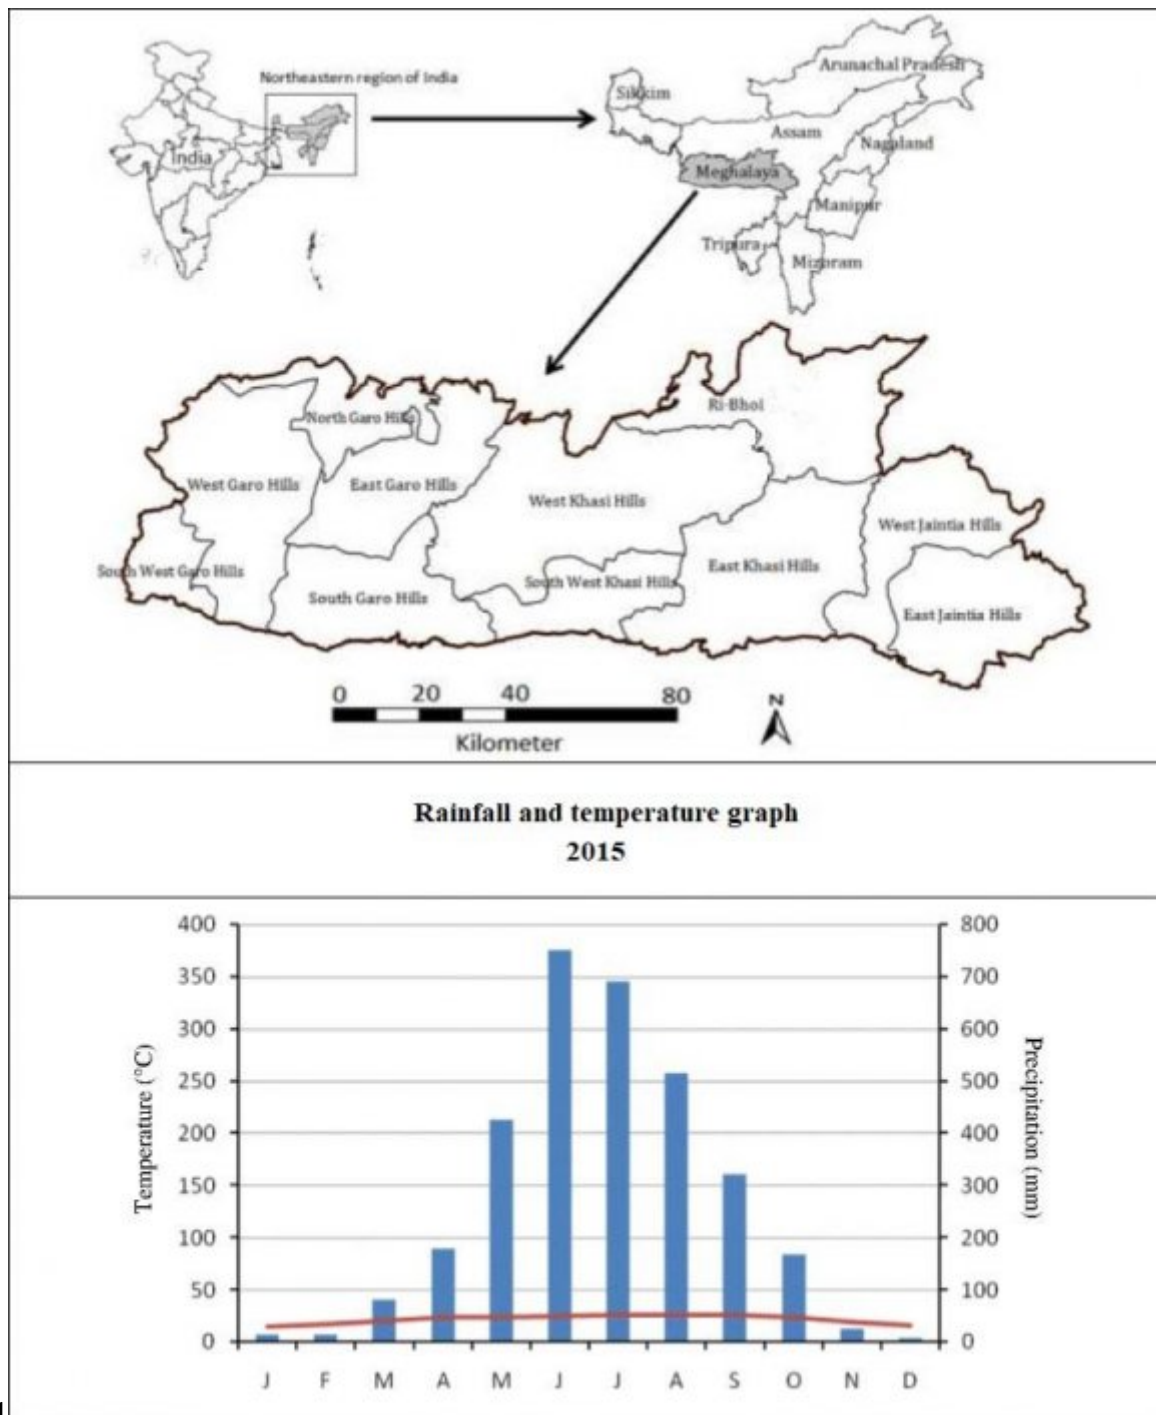 Northeastern region of India
India
Arunachal Pradesh
Sikkim
Assam
Nagaland
Meghalaya
Manipur
Tripura
Mizoram
Ri-Bhoi
North Garo Hills
West Garo Hills
East Garo Hills
West Khasi Hills
West Jaintia Hills
South West Garo Hills
South West Khasi Hills
East Khasi Hills
South Garo Hills
East Jaintia Hills
0 20 40 80
Kilometer
N
Rainfall and temperature graph
2015
400 800
350 700
300 600
250 500
200 400
150 300
100 200
50 100
0 0
Temperature (°C)
Precipitation (mm)
J F M A M J J A S O N D